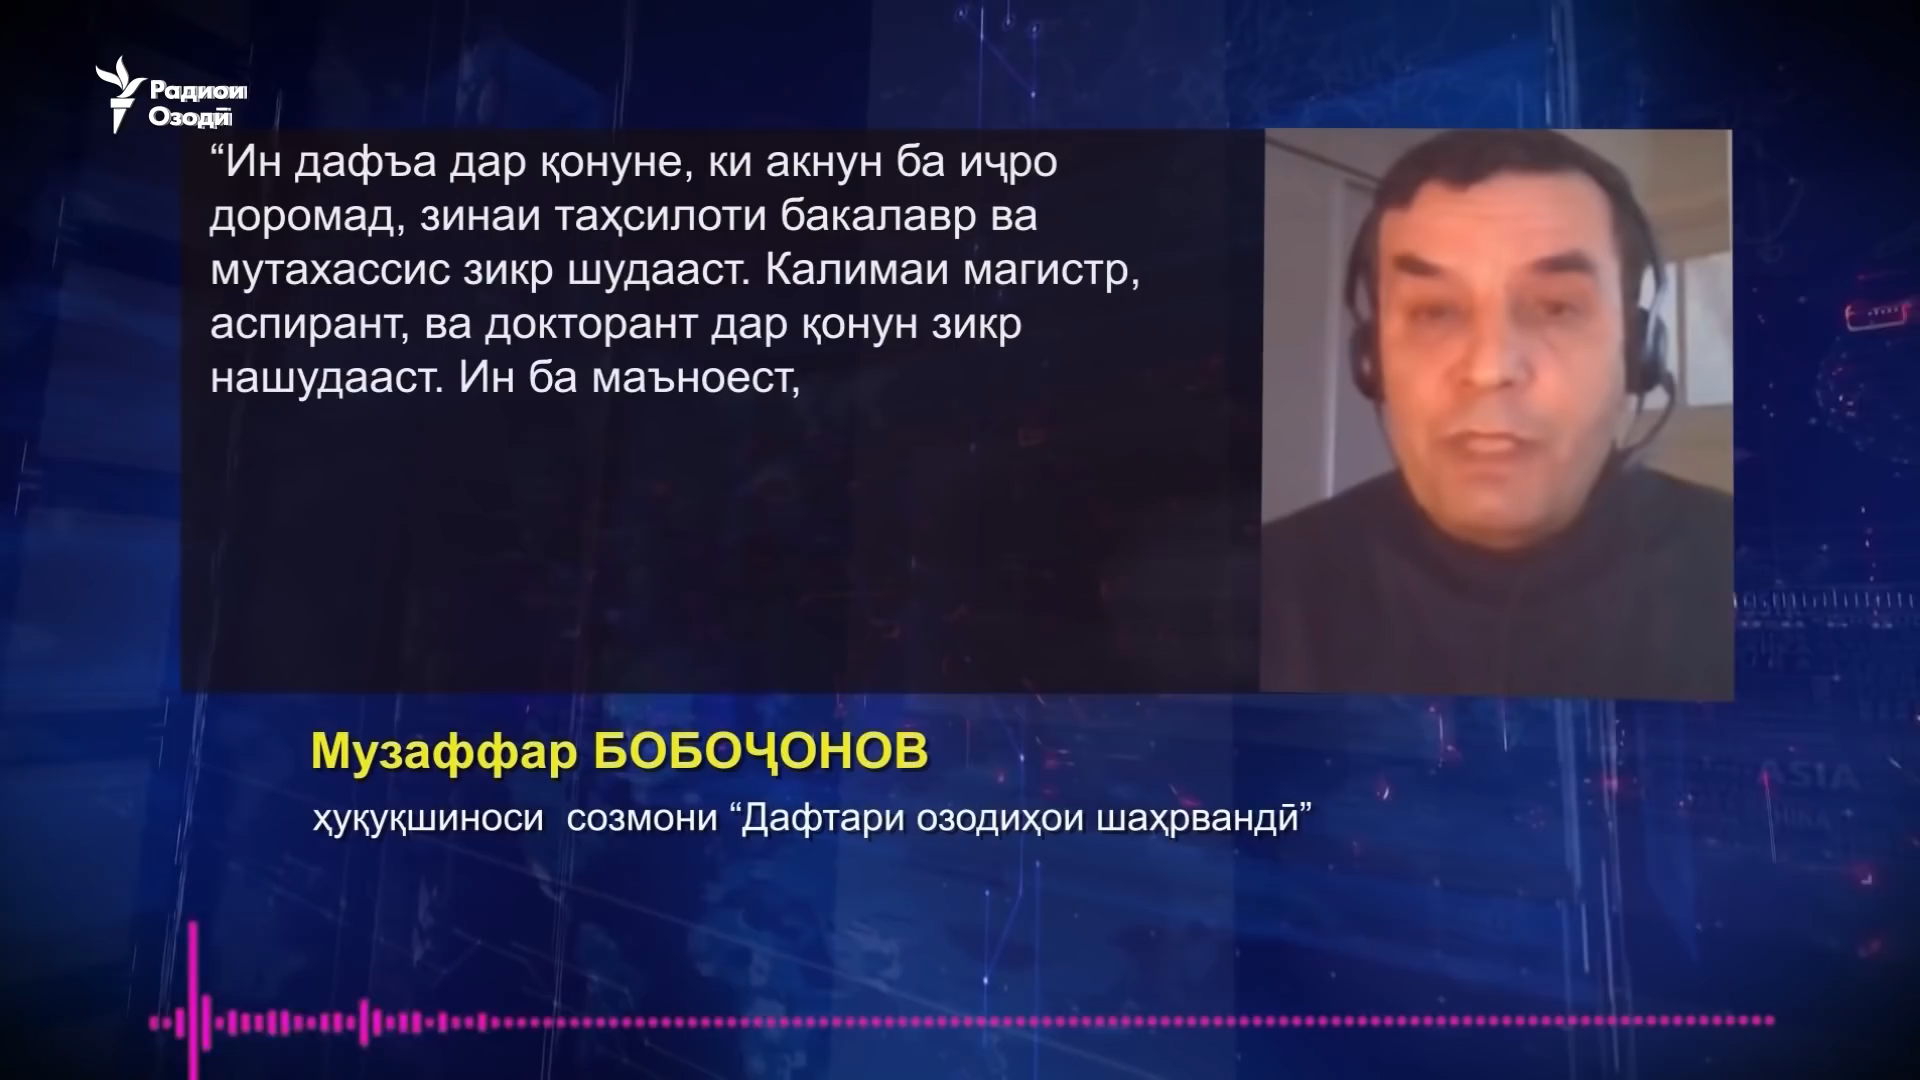 Радиои
Озодӣ
“Ин дафъа дар қонуне, ки акнун ба иҷро
доромад, зинаи таҳсилоти бакалавр ва
мутахассис зикр шудааст. Калимаи магистр,
аспирант, ва докторант дар қонун зикр
нашудааст. Ин ба маъноест,
ASIA
Музаффар БОБОҶОНОВ
ҳуқуқшиноси созмони “Дафтари озодиҳои шаҳрвандӣ”